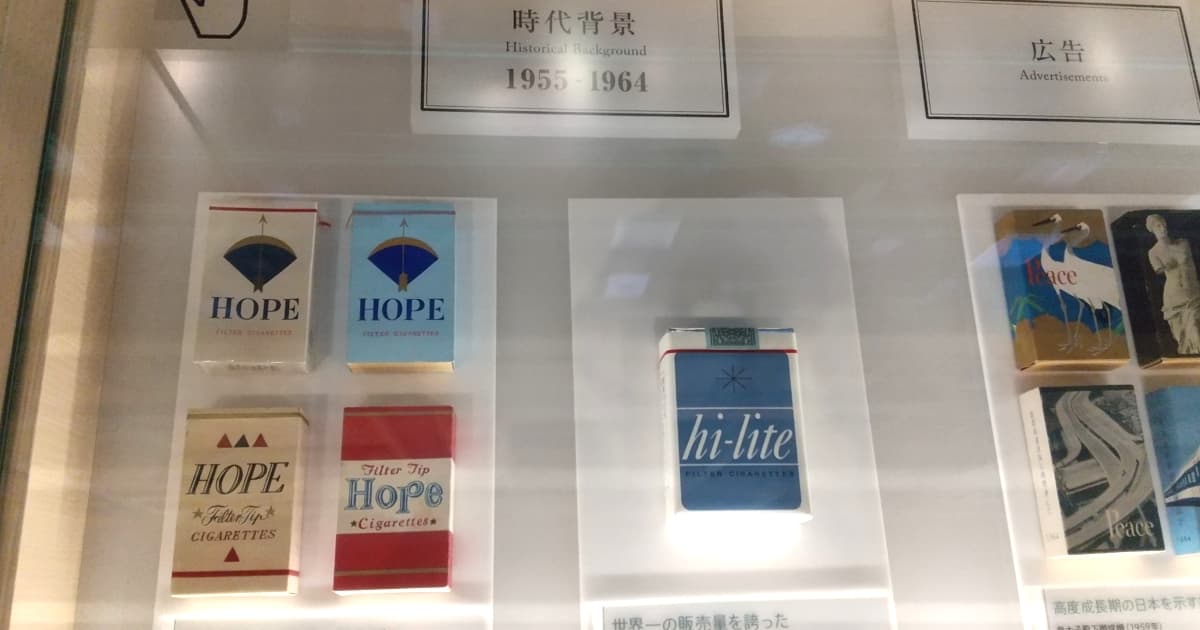 時代背景
Historical Background
1955-1964
広告
Advertisements
HOPE
FILTER CIGARETTES
HOPE
FILTER CIGARETTES
HOPE
Filter Tip
CIGARETTES
Filter Tip
Hope
Cigarettes
hi-lite
FILTER CIGARETTES
Peace
Peace
1964
1964
世界一の販売量を誇った
高度成長期の日本を示す